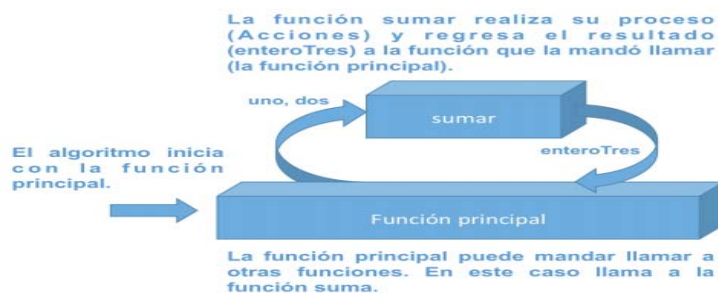 La función sumar realiza su proceso
(Acciones) y regresa el resultado
(enteroTres) a la función que la mandó llamar
(la función principal).
uno, dos
sumar
enteroTres
El algoritmo inicia
con la función
principal.
Función principal
La función principal puede mandar llamar a
otras funciones. En este caso llama a la
función suma.